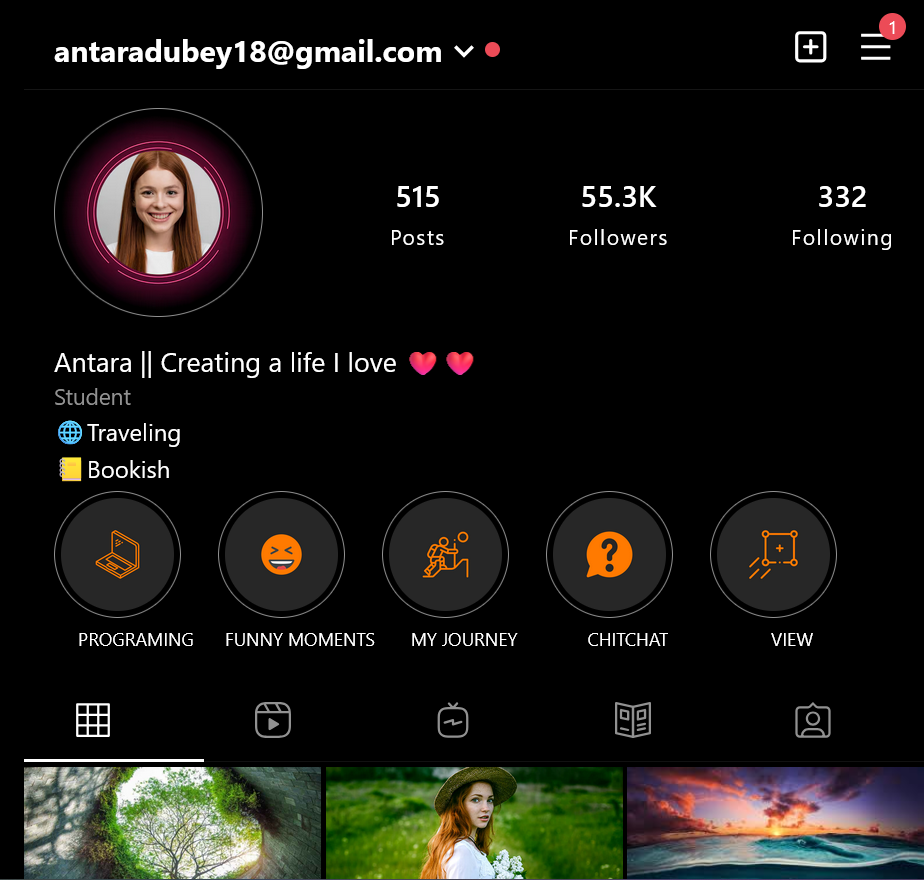 antaradubey18@gmail.com
1
515 55.3K 332
Posts Followers Following
Antara || Creating a life I love 
Student
Traveling
Bookish
PROGRAMING FUNNY MOMENTS MY JOURNEY CHITCHAT VIEW